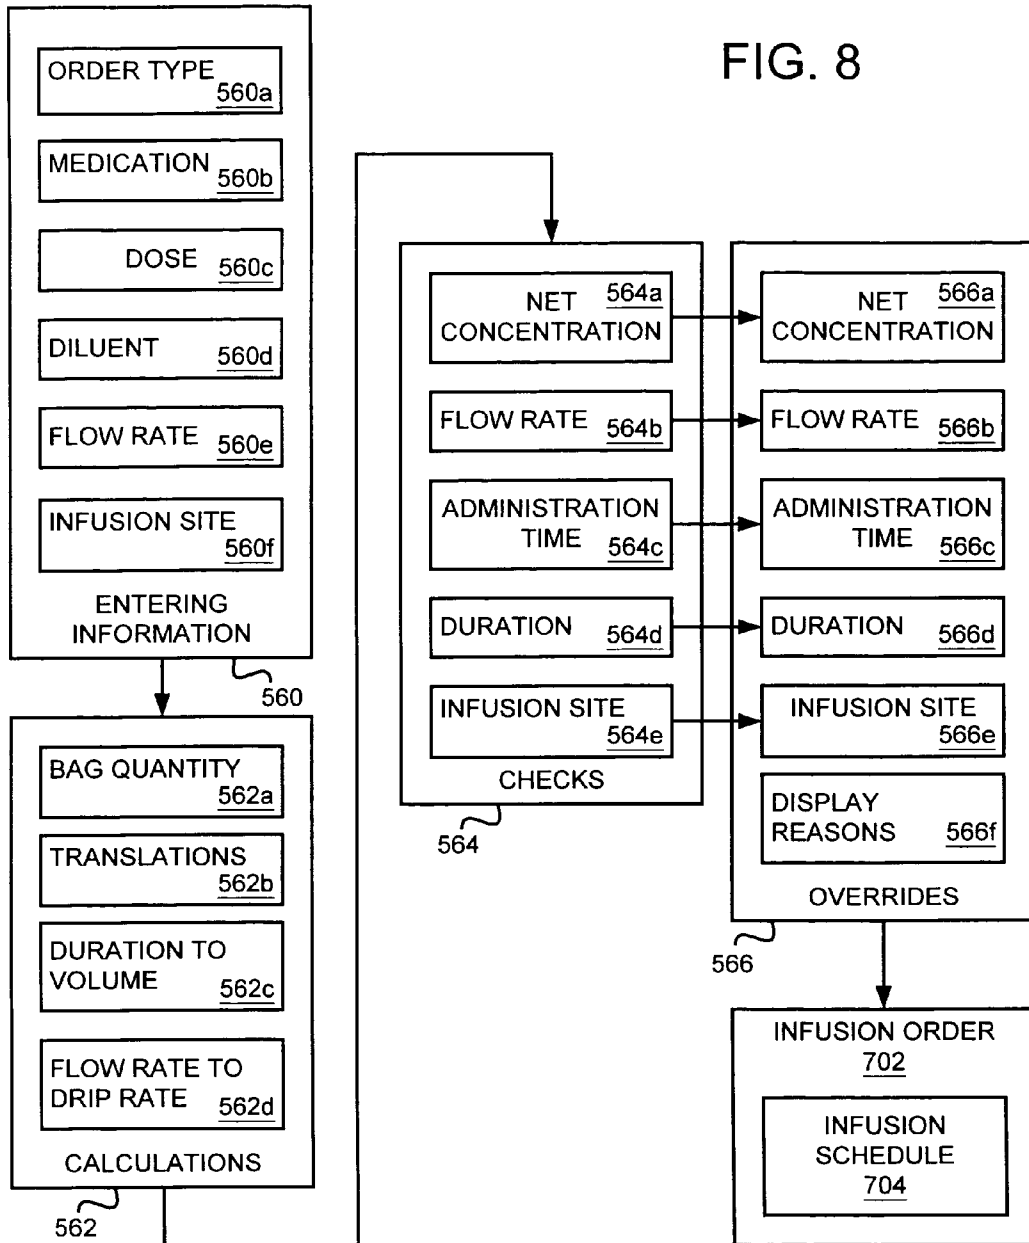 FIG. 8
ORDER TYPE
560a
MEDICATION
560b
DOSE
560c
DILUENT
560d
FLOW RATE
560e
INFUSION SITE
560f
ENTERING
INFORMATION
560
BAG QUANTITY
562a
TRANSLATIONS
562b
DURATION TO
VOLUME
562c
FLOW RATE TO
DRIP RATE
562d
CALCULATIONS
562
NET
564a
CONCENTRATION
FLOW RATE
564b
ADMINISTRATION
TIME
564c
DURATION
564d
INFUSION SITE
564e
CHECKS
564
NET
566a
CONCENTRATION
FLOW RATE
566b
ADMINISTRATION
TIME
566c
DURATION
566d
INFUSION SITE
566e
DISPLAY
REASONS
566f
OVERRIDES
566
INFUSION ORDER
702
INFUSION
SCHEDULE
704